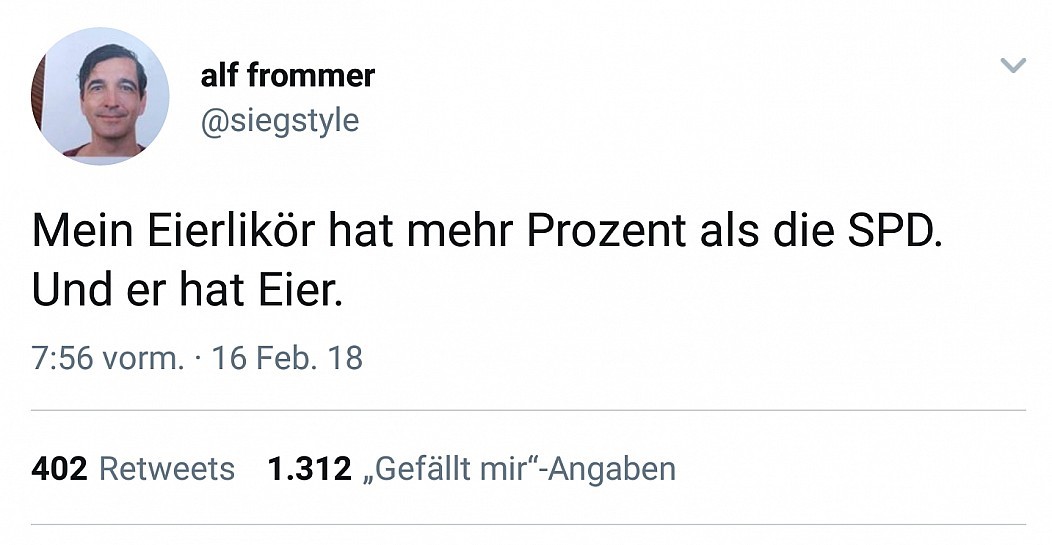 alf frommer
@siegstyle
Mein Eierlikör hat mehr Prozent als die SPD.
Und er hat Eier.
7:56 vorm. · 16 Feb. 18
402 Retweets 1.312 „Gefällt mir“-Angaben